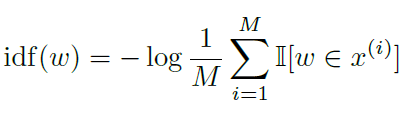 idf(w) = − log 1/M ∑_{i=1}^{M} 𝕀[w ∈ x^{(i)}]